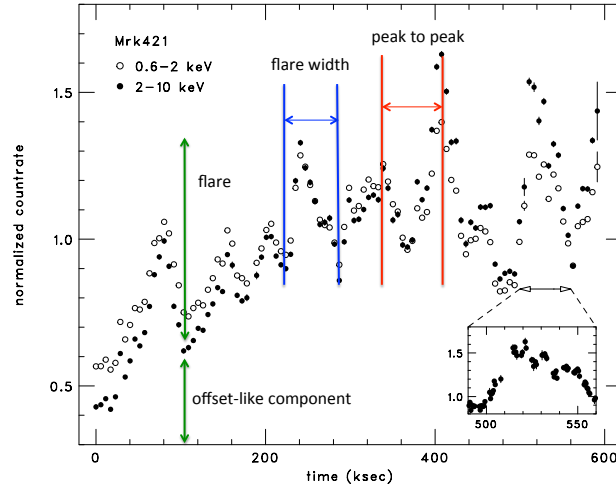 Mrk421
○ 0.6-2 keV
● 2-10 keV
flare width
peak to peak
flare
offset-like component
normalized countrate
1.5
1.0
0.5
0
200
400
600
time (ksec)
1.5
1.0
500
550